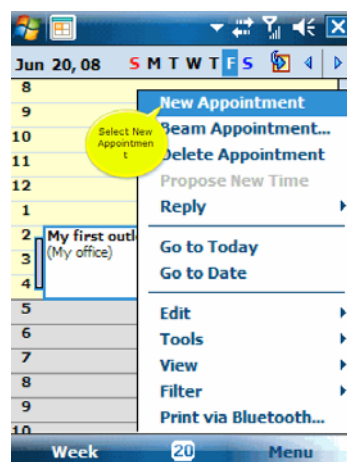 Jun 20, 08 S M T W T F S
8
New Appointment
9
Select New
Appointmen
t
Beam Appointment...
10
Delete Appointment
11
Propose New Time
12
Reply
1
2 My first outl
(My office)
Go to Today
3
Go to Date
4
5
Edit
6
Tools
7
View
8
Filter
9
Print via Bluetooth...
10
Week 20 Menu